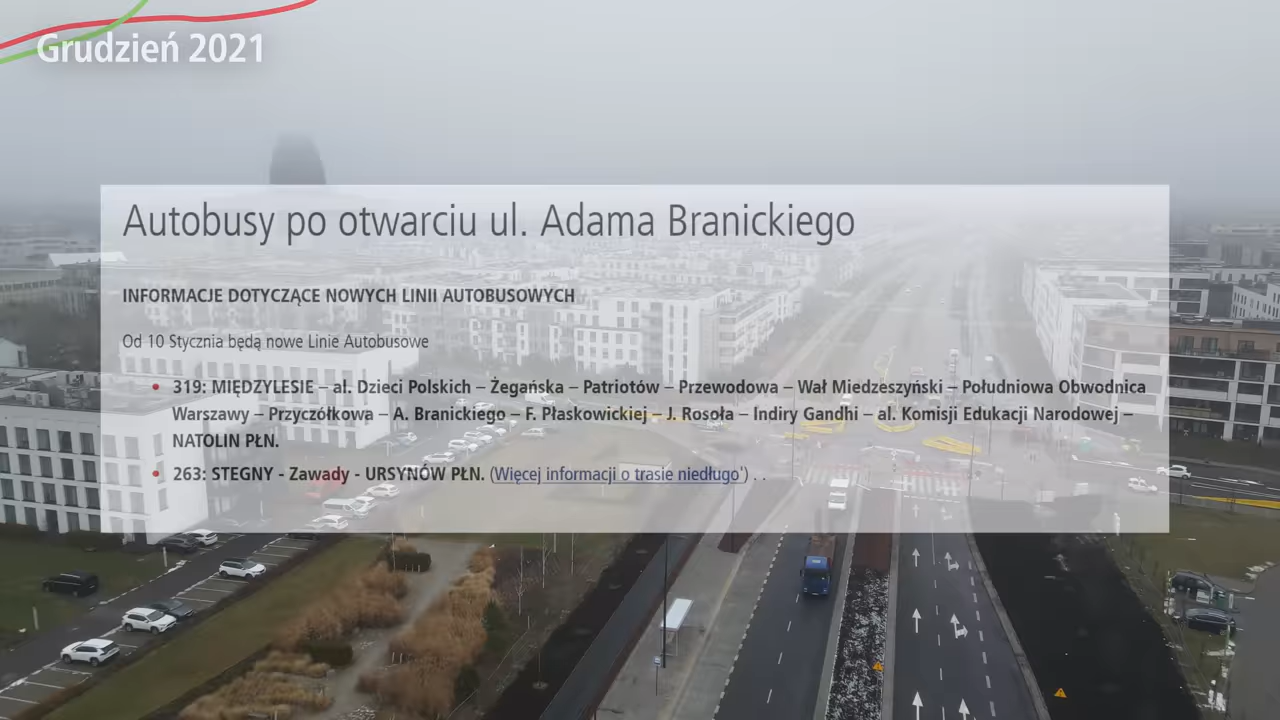 Grudzień 2021
Autobusy po otwarciu ul. Adama Branickiego
INFORMACJE DOTYCZĄCE NOWYCH LINII AUTOBUSOWYCH
Od 10 Stycznia będą nowe Linie Autobusowe
• 319: MIĘDZYLESIE – al. Dzieci Polskich – Żegańska – Patriotów – Przewodowa – Wał Miedzeszyński – Południowa Obwodnica
Warszawy – Przyczółkowa – A. Branickiego – F. Płaskowickiej – J. Rosoła – Indiry Gandhi – al. Komisji Edukacji Narodowej –
NATOLIN PŁN.
• 263: STEGNY - Zawady - URSYNÓW PŁN. (Więcej informacji o trasie niedługo') . .